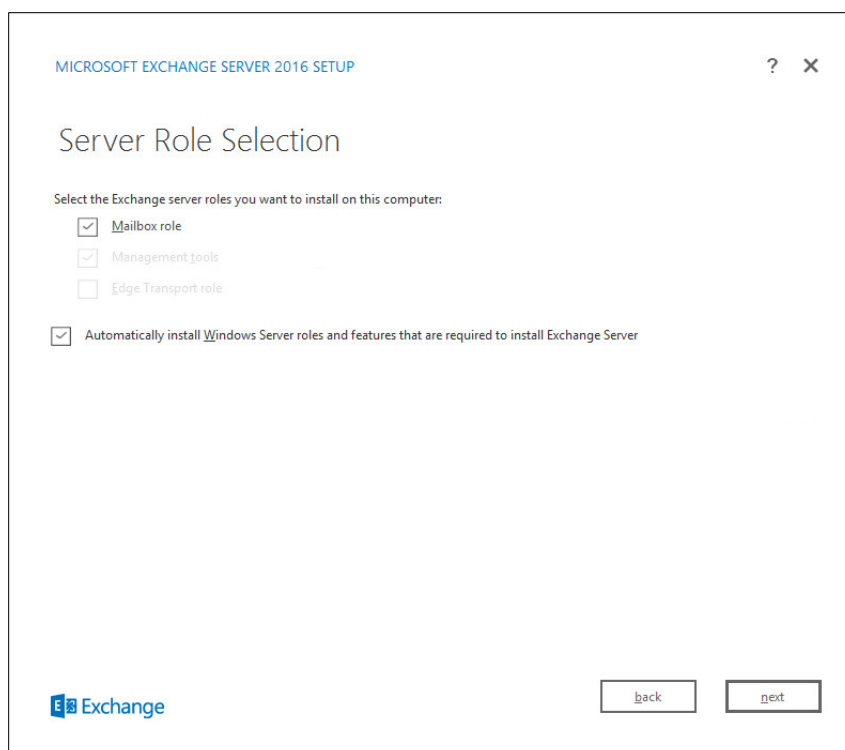 MICROSOFT EXCHANGE SERVER 2016 SETUP
?
Server Role Selection
Select the Exchange server roles you want to install on this computer:
Mailbox role
Management tools
Edge Transport role
Automatically install Windows Server roles and features that are required to install Exchange Server
Exchange
back
next